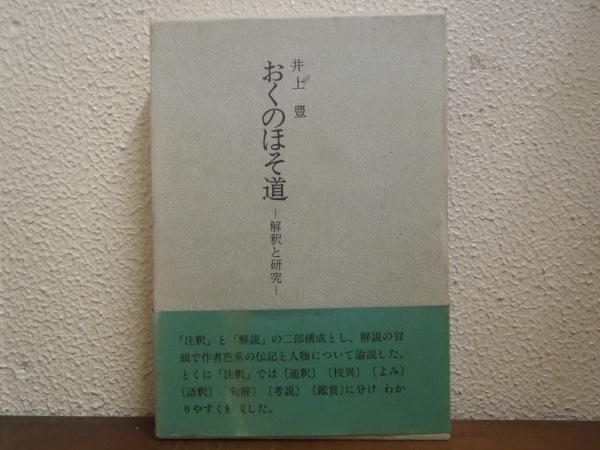 井上 豊
おくのほそ道
－解釈と研究－
「注釈」と「解説」の二部構成とし、解説の冒
頭で作者芭蕉の伝記と人物について論説した。
とくに「注釈」では〔通釈〕〔校異〕〔よみ〕
〔語釈〕〔句解〕〔考説〕〔鑑賞〕に分け わか
りやすく解説した。